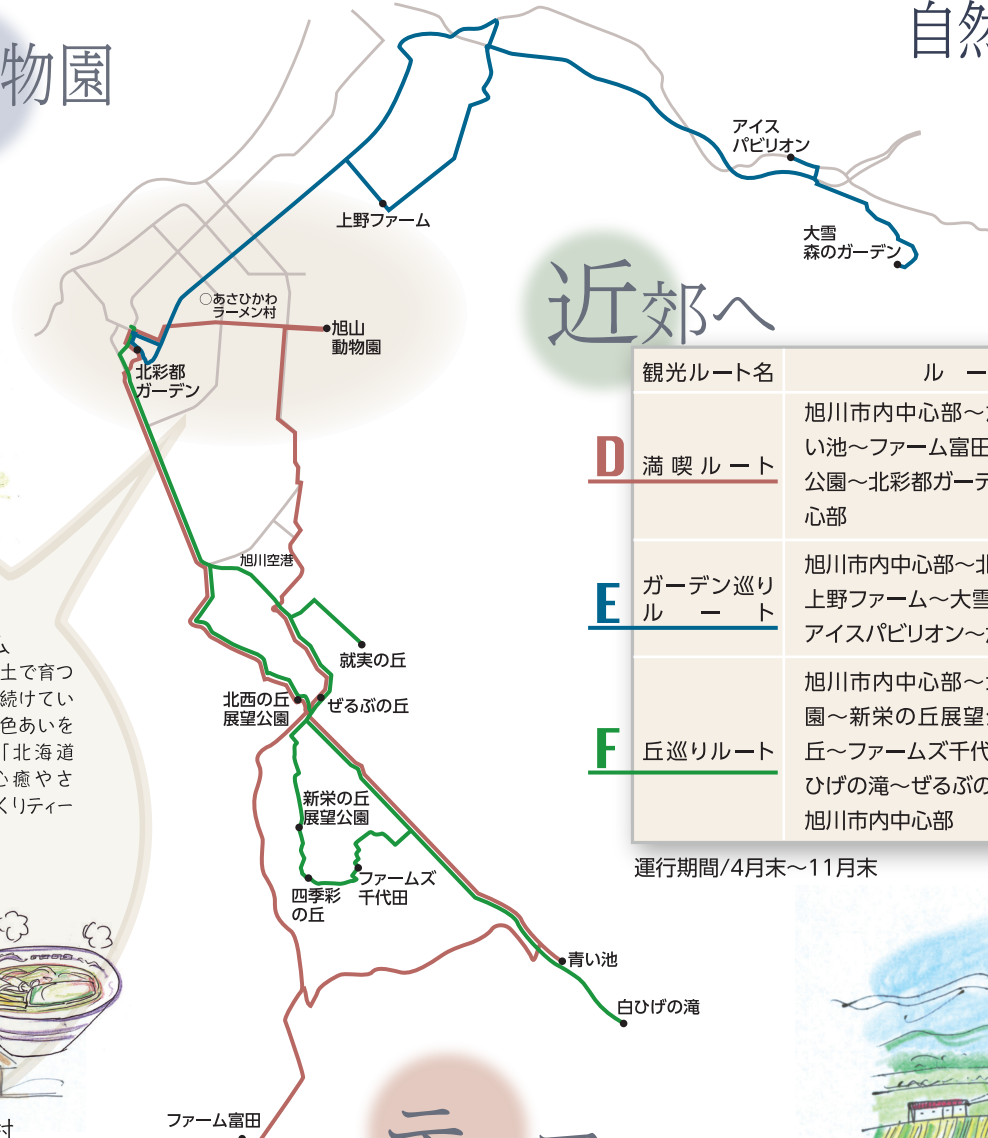 物園
自然
アイス
パビリオン
上野ファーム
大雪
森のガーデン
近郊へ
○あさひかわ
ラーメン村
旭山
動物園
北彩都
ガーデン
旭川空港
就実の丘
北西の丘
展望公園
ぜるぶの丘
新栄の丘
展望公園
四季彩
の丘
ファームズ
千代田
青い池
白ひげの滝
ファーム富田
観光ルート名
ルー
D 満喫ルート
旭川市内中心部～
い池～ファーム富田
公園～北彩都ガーデ
心部
E ガーデン巡り
ルート
旭川市内中心部～北
上野ファーム～大雪
アイスパビリオン～
F 丘巡りルート
旭川市内中心部～
園～新栄の丘展望
丘～ファームズ千代
ひげの滝～ぜるぶの
旭川市内中心部
運行期間/4月末～11月末
ム
土で育つ
続けてい
色あいを
「北海道
心癒やさ
くりティー
村